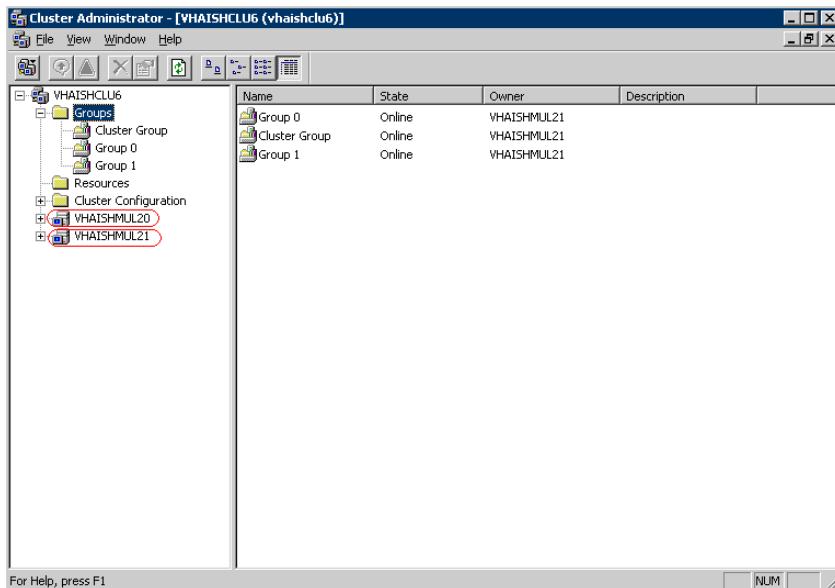 Cluster Administrator - [VHAISHCLU6 (vhaishclu6)]
File View Window Help
VHAISHCLU6
Groups
Cluster Group
Group 0
Group 1
Resources
Cluster Configuration
VHAISHMUL20
VHAISHMUL21
Name State Owner Description
Group 0 Online VHAISHMUL21
Cluster Group Online VHAISHMUL21
Group 1 Online VHAISHMUL21
For Help, press F1
NUM